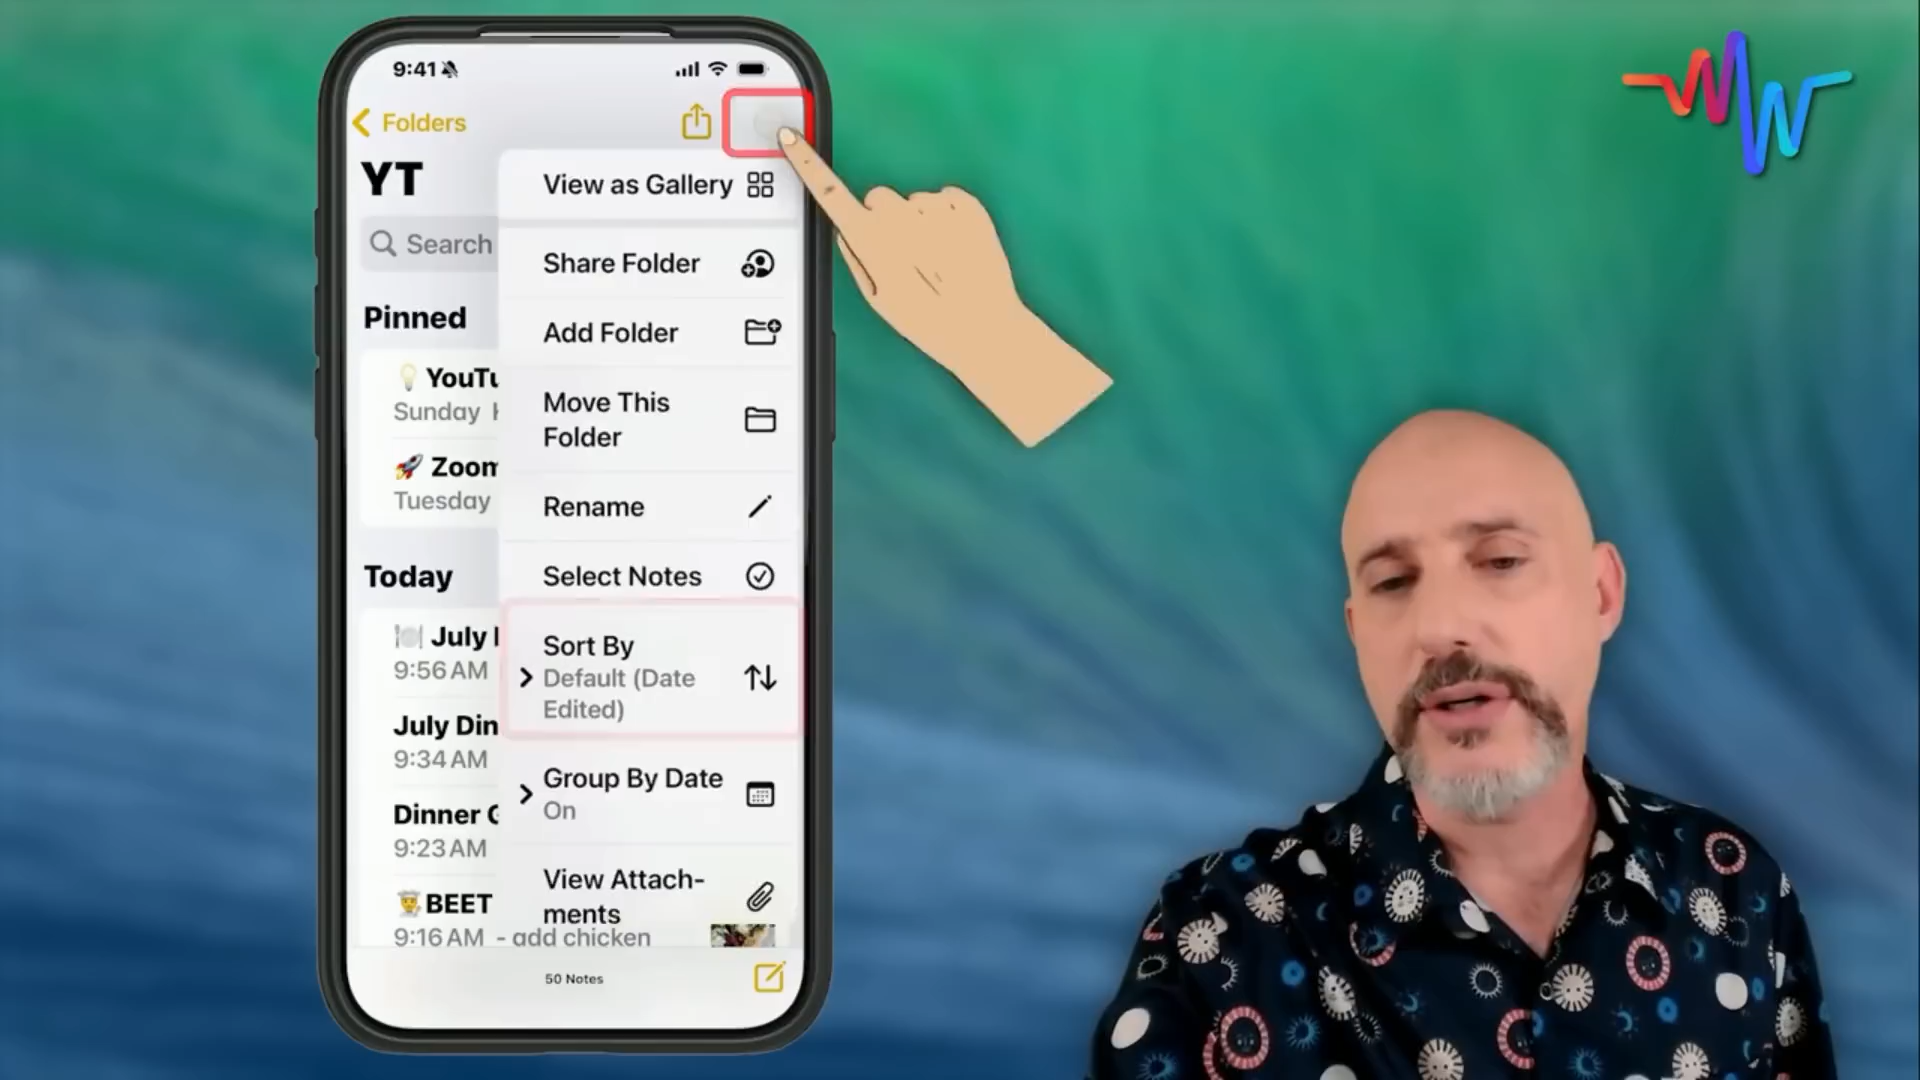 9:41
Folders
YT
View as Gallery
Search
Share Folder
Pinned
Add Folder
YouTu
Sunday
Move This
Folder
Zoom
Tuesday
Rename
Today
Select Notes
July
9:56 AM
Sort By
Default (Date
Edited)
July Din
9:34 AM
Group By Date
On
Dinner
9:23 AM
View Attach-
ments
BEET
9:16 AM - add chicken
50 Notes